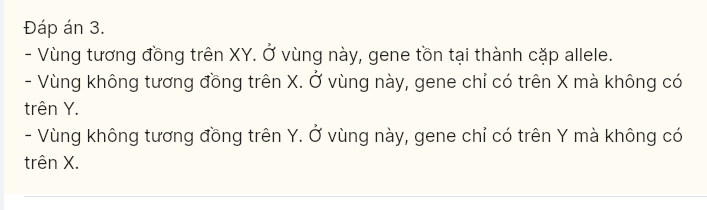 Đáp án 3.
- Vùng tương đồng trên XY. Ở vùng này, gene tồn tại thành cặp allele.
- Vùng không tương đồng trên X. Ở vùng này, gene chỉ có trên X mà không có
trên Y.
- Vùng không tương đồng trên Y. Ở vùng này, gene chỉ có trên Y mà không có
trên X.